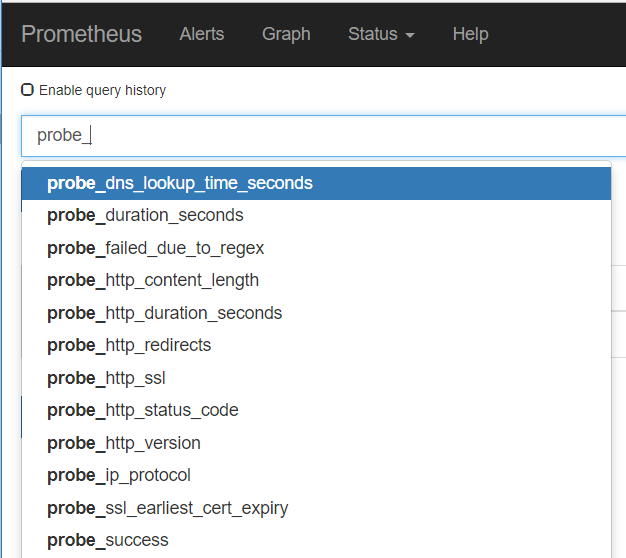 Prometheus Alerts Graph Status Help
Enable query history
probe_
probe_dns_lookup_time_seconds
probe_duration_seconds
probe_failed_due_to_regex
probe_http_content_length
probe_http_duration_seconds
probe_http_redirects
probe_http_ssl
probe_http_status_code
probe_http_version
probe_ip_protocol
probe_ssl_earliest_cert_expiry
probe_success